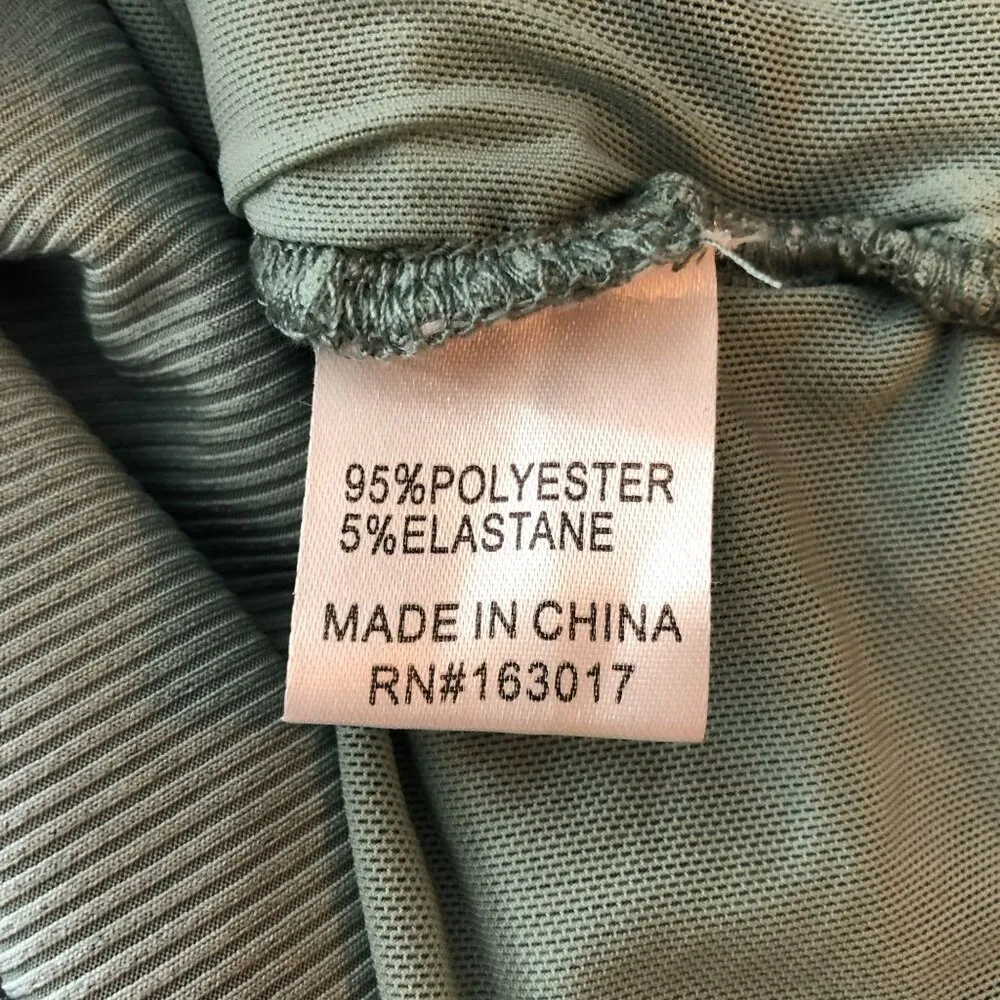 95%POLYESTER
5%ELASTANE
MADE IN CHINA
RN#163017